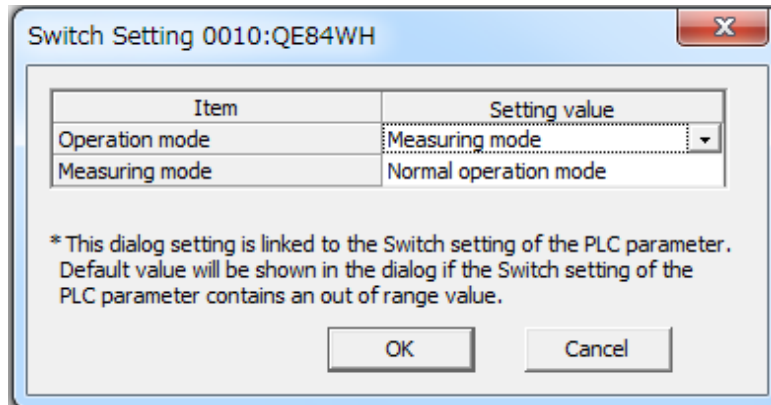 Switch Setting 0010:QE84WH
Item Setting value
Operation mode Measuring mode
Measuring mode Normal operation mode
* This dialog setting is linked to the Switch setting of the PLC parameter.
Default value will be shown in the dialog if the Switch setting of the
PLC parameter contains an out of range value.
OK Cancel